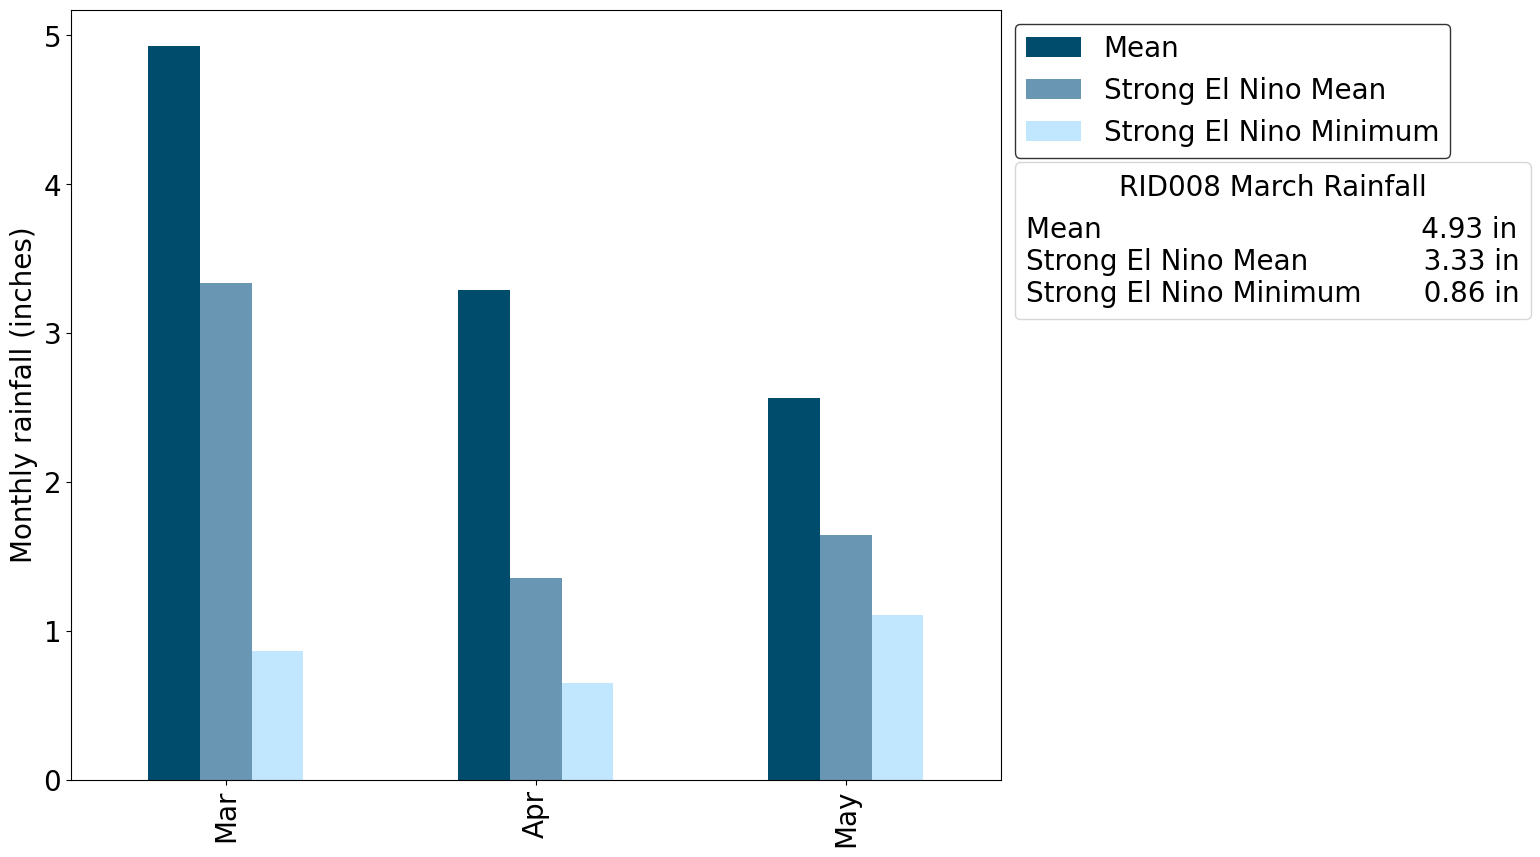 Monthly rainfall (inches)
5
4
3
2
1
0
Mar
Apr
May
Mean
Strong El Nino Mean
Strong El Nino Minimum
RID008 March Rainfall
Mean 4.93 in
Strong El Nino Mean 3.33 in
Strong El Nino Minimum 0.86 in